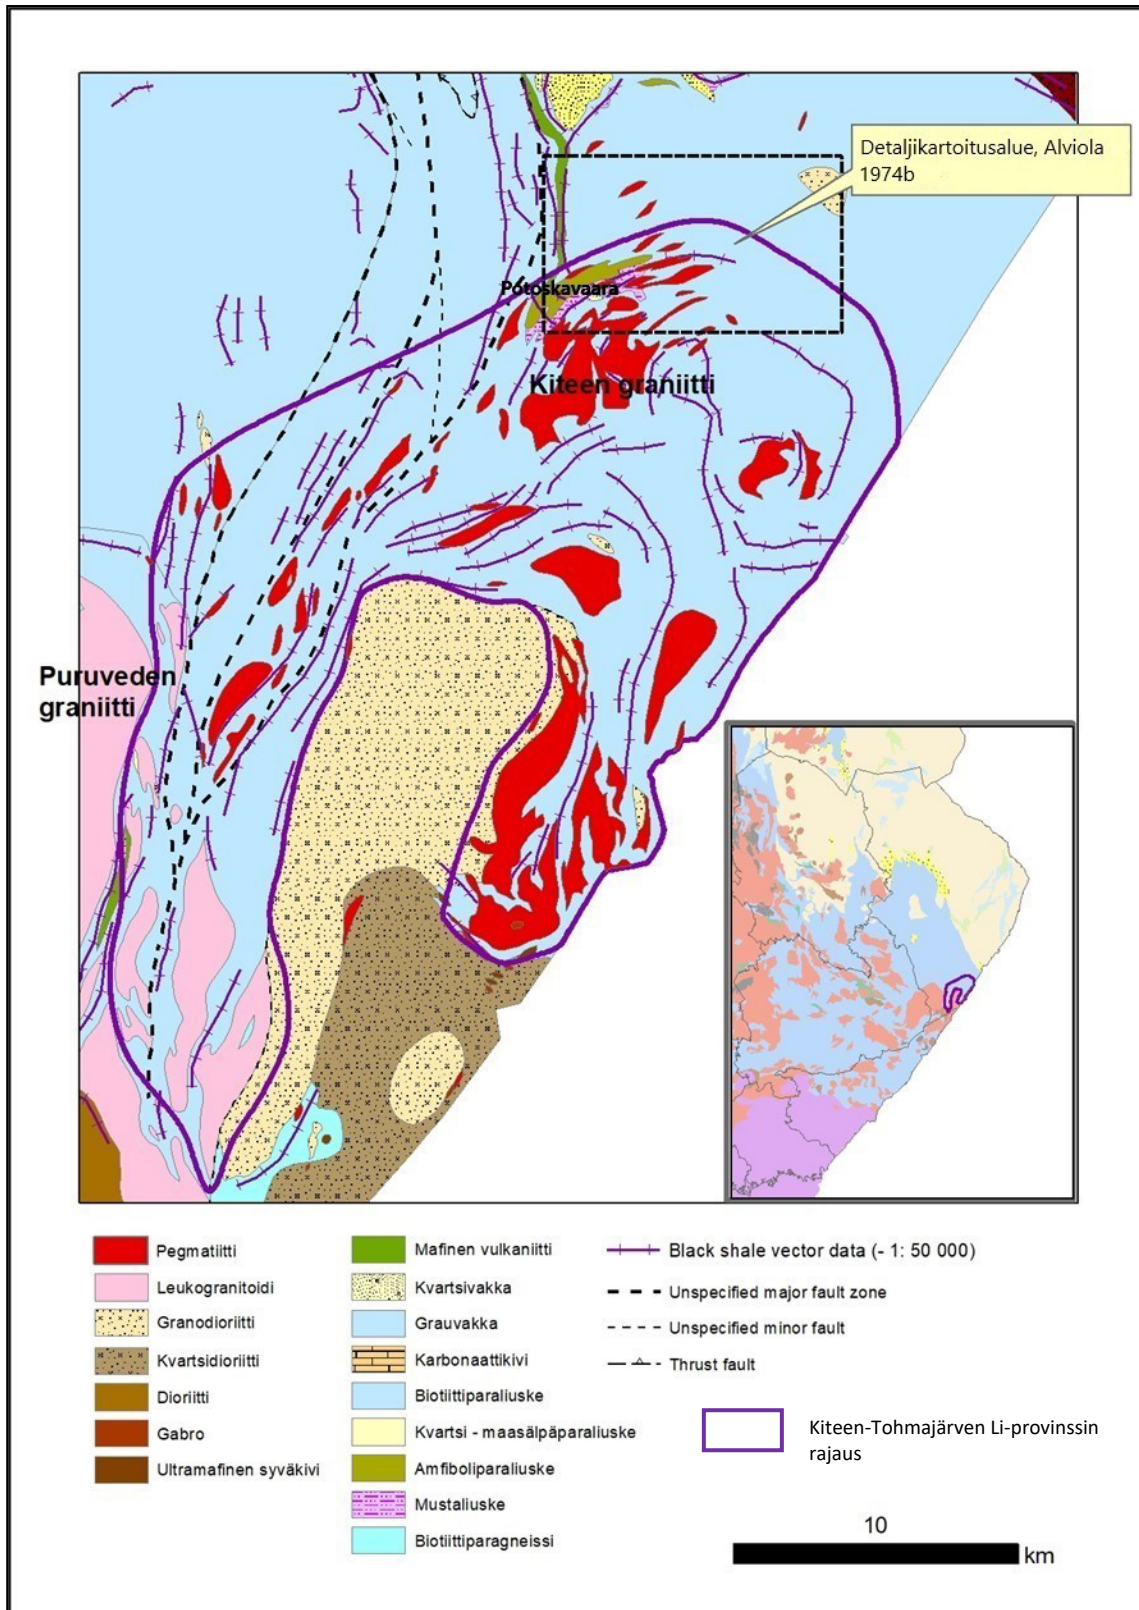 Detaljikartoitusalue, Alviola
1974b
Potoskavaara
Kiteen graniitti
Puruveden
graniitti
Pegmatiitti
Leukogranitoidi
Granodioriitti
Kvartsidioriitti
Dioriitti
Gabro
Ultramafinen syväkivi
Mafinen vulkaniitti
Kvartsivakka
Grauvakka
Karbonaattikivi
Biotiittiparaliuske
Kvartsi - maasälpäparaliuske
Amfiboliparaliuske
Mustaliuske
Biotiittiparagneissi
Black shale vector data (- 1: 50 000)
Unspecified major fault zone
Unspecified minor fault
Thrust fault
Kiteen-Tohmajärven Li-provinssin
rajaus
10
km